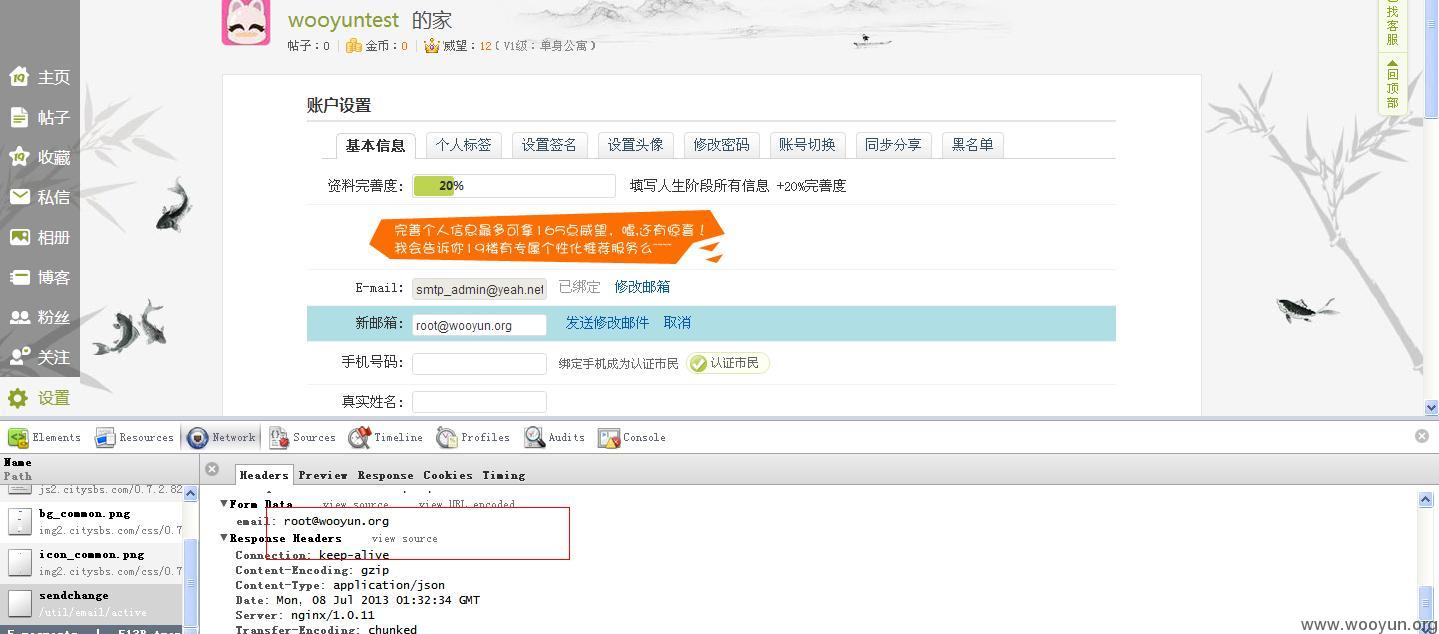 wooyuntest 的家
帖子：0 金币：0 威望：12（V1级：单身公寓）
找客服
回顶部
主页
帖子
收藏
私信
相册
博客
粉丝
关注
设置
账户设置
基本信息 个人标签 设置签名 设置头像 修改密码 账号切换 同步分享 黑名单
资料完善度： 20% 填写人生阶段所有信息 +20%完善度
完善个人信息最多可拿165点威望，嘘,还有惊喜！
我会告诉你19楼有专属个性化推荐服务么~~~
E-mail: smtp_admin@yeah.net 已绑定 修改邮箱
新邮箱： root@wooyun.org 发送修改邮件 取消
手机号码： 绑定手机成为认证市民 认证市民
真实姓名：
Elements Resources Network Sources Timeline Profiles Audits Console
Name
Path
js2.citysbs.com/0.7.2.82
bg_common.png
img2.citysbs.com/css/0.7
icon_common.png
img2.citysbs.com/css/0.7
sendchange
/util/email/active
Headers Preview Response Cookies Timing
Form Data view source view URL encoded
email: root@wooyun.org
Response Headers view source
Connection: keep-alive
Content-Encoding: gzip
Content-Type: application/json
Date: Mon, 08 Jul 2013 01:32:34 GMT
Server: nginx/1.0.11
Transfer-Encoding: chunked
www.wooyun.org